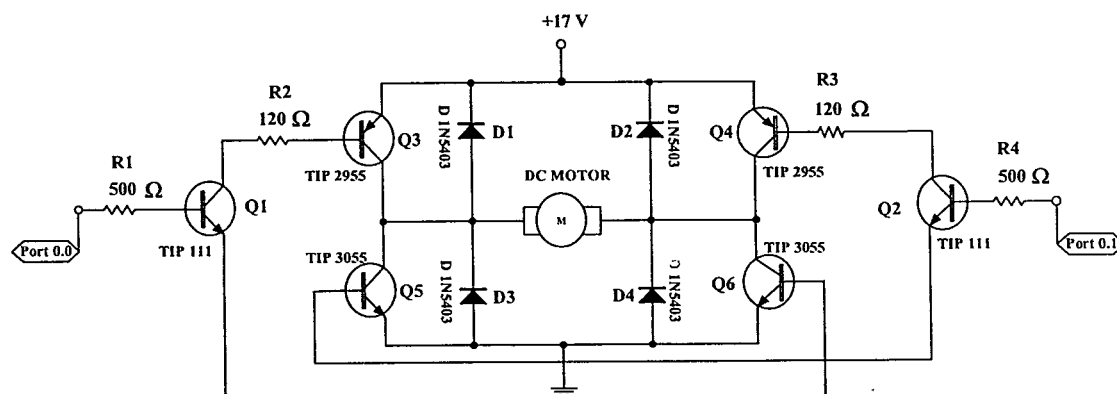 +17 V
R2
120 Ω
R3
120 Ω
D 1N5403
D1
D 1N5403
D2
Q3
Q4
TIP 2955
TIP 2955
R1
500 Ω
R4
500 Ω
Q1
Q2
TIP 111
TIP 111
DC MOTOR
M
Port 0.0
Port 0.1
TIP 3055
TIP 3055
Q5
Q6
D 1N5403
D3
D 1N5403
D4